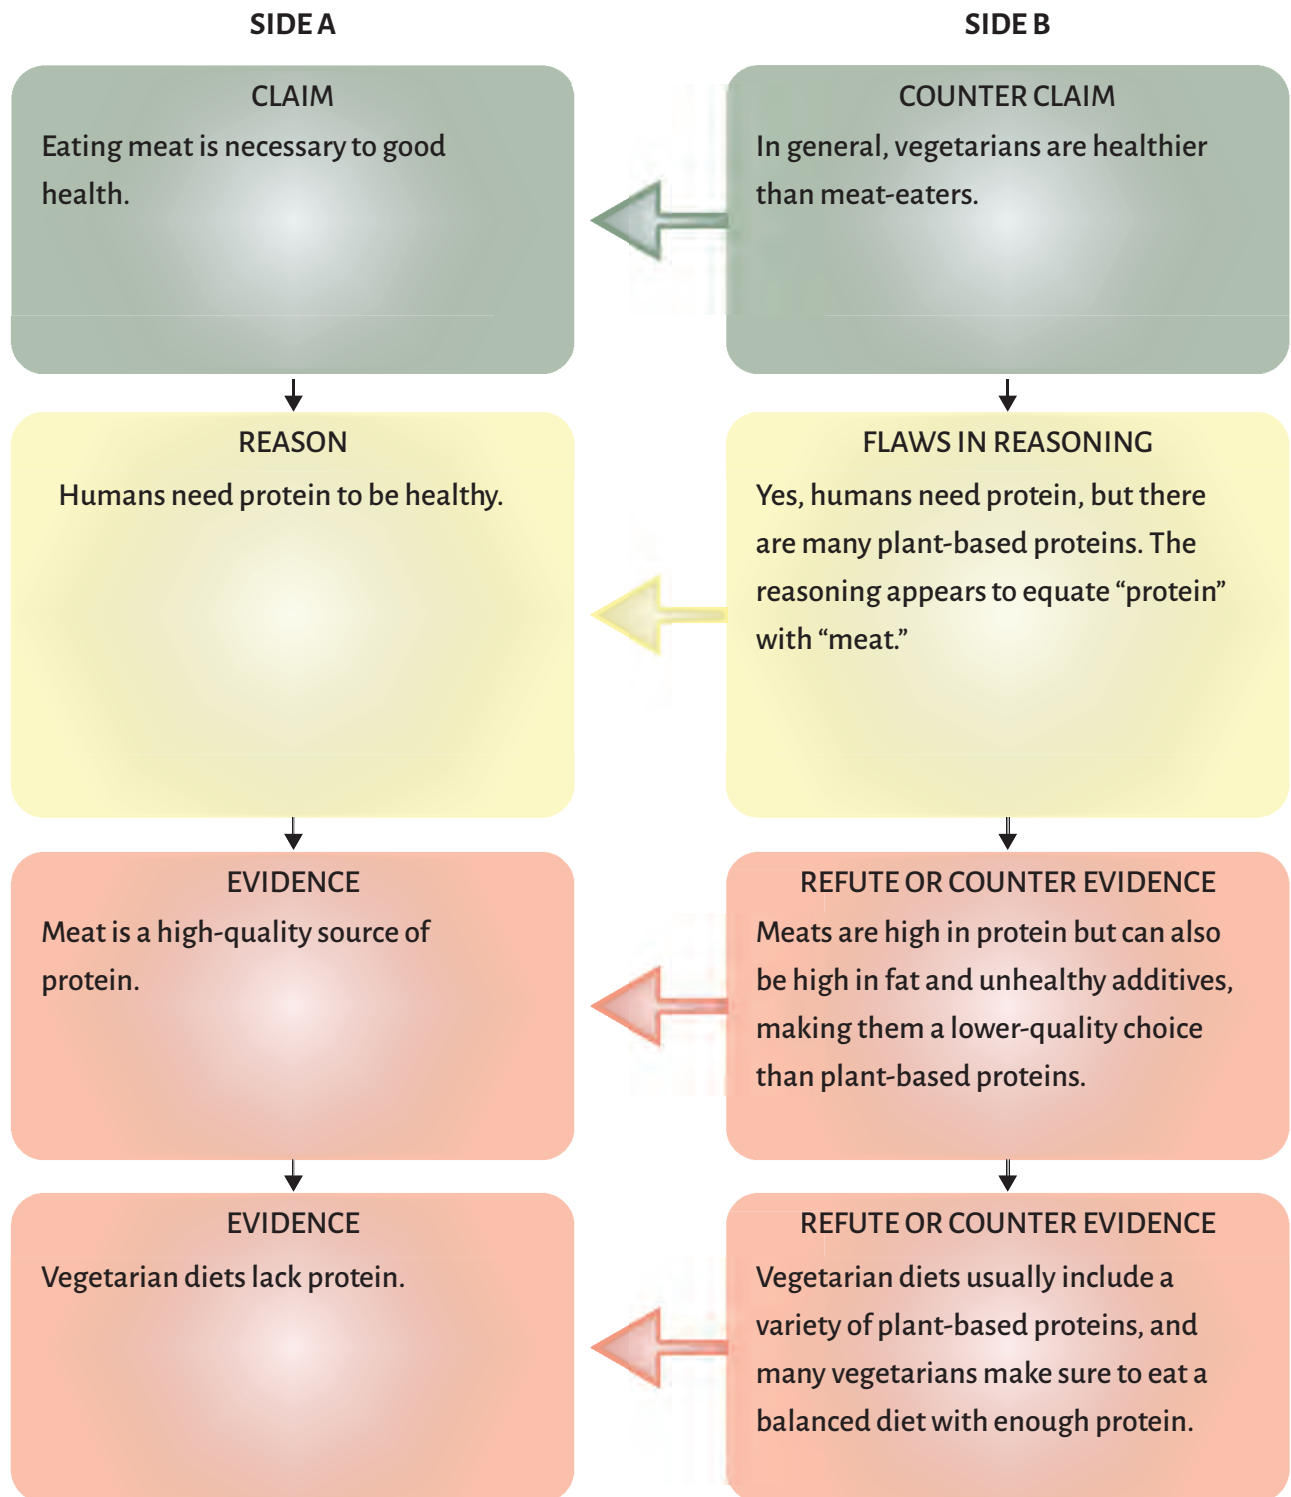 SIDE A
SIDE B
CLAIM
Eating meat is necessary to good
health.
COUNTER CLAIM
In general, vegetarians are healthier
than meat-eaters.
REASON
Humans need protein to be healthy.
FLAWS IN REASONING
Yes, humans need protein, but there
are many plant-based proteins. The
reasoning appears to equate “protein”
with “meat.”
EVIDENCE
Meat is a high-quality source of
protein.
REFUTE OR COUNTER EVIDENCE
Meats are high in protein but can also
be high in fat and unhealthy additives,
making them a lower-quality choice
than plant-based proteins.
EVIDENCE
Vegetarian diets lack protein.
REFUTE OR COUNTER EVIDENCE
Vegetarian diets usually include a
variety of plant-based proteins, and
many vegetarians make sure to eat a
balanced diet with enough protein.